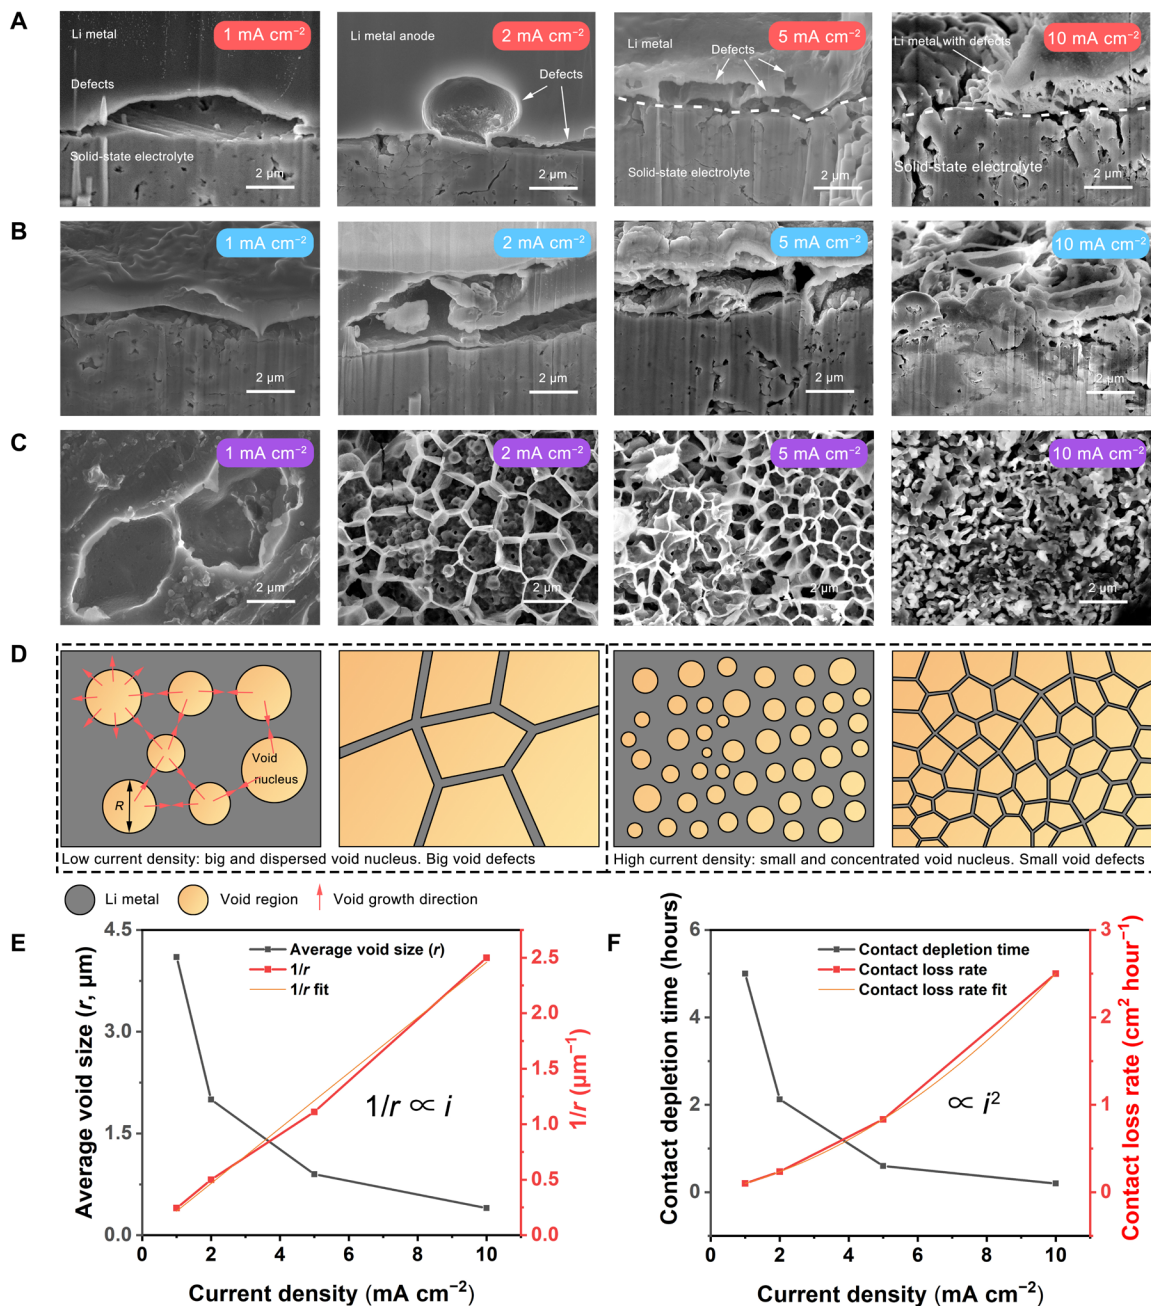 A
Li metal
1 mA cm⁻²
Defects
Solid-state electrolyte
2 μm
Li metal anode
2 mA cm⁻²
Defects
2 μm
Li metal
5 mA cm⁻²
Defects
Solid-state electrolyte
2 μm
10 mA cm⁻²
Li metal with defects
Solid-state electrolyte
2 μm
B
1 mA cm⁻²
2 μm
2 mA cm⁻²
2 μm
5 mA cm⁻²
2 μm
10 mA cm⁻²
2 μm
C
1 mA cm⁻²
2 μm
2 mA cm⁻²
2 μm
5 mA cm⁻²
2 μm
10 mA cm⁻²
2 μm
D
Void
nucleus
R
Low current density: big and dispersed void nucleus. Big void defects
High current density: small and concentrated void nucleus. Small void defects
Li metal
Void region
Void growth direction
E
Average void size (r, μm)
4.5
3.0
1.5
0.0
Average void size (r)
1/r
1/r fit
1/r ∝ i
2.5
2.0
1.5
1.0
0.5
0.0
1/r (μm⁻¹)
0 2 4 6 8 10
Current density (mA cm⁻²)
F
Contact depletion time (hours)
6
4
2
0
Contact depletion time
Contact loss rate
Contact loss rate fit
∝ i²
3
2
1
0
Contact loss rate (cm² hour⁻¹)
0 2 4 6 8 10
Current density (mA cm⁻²)